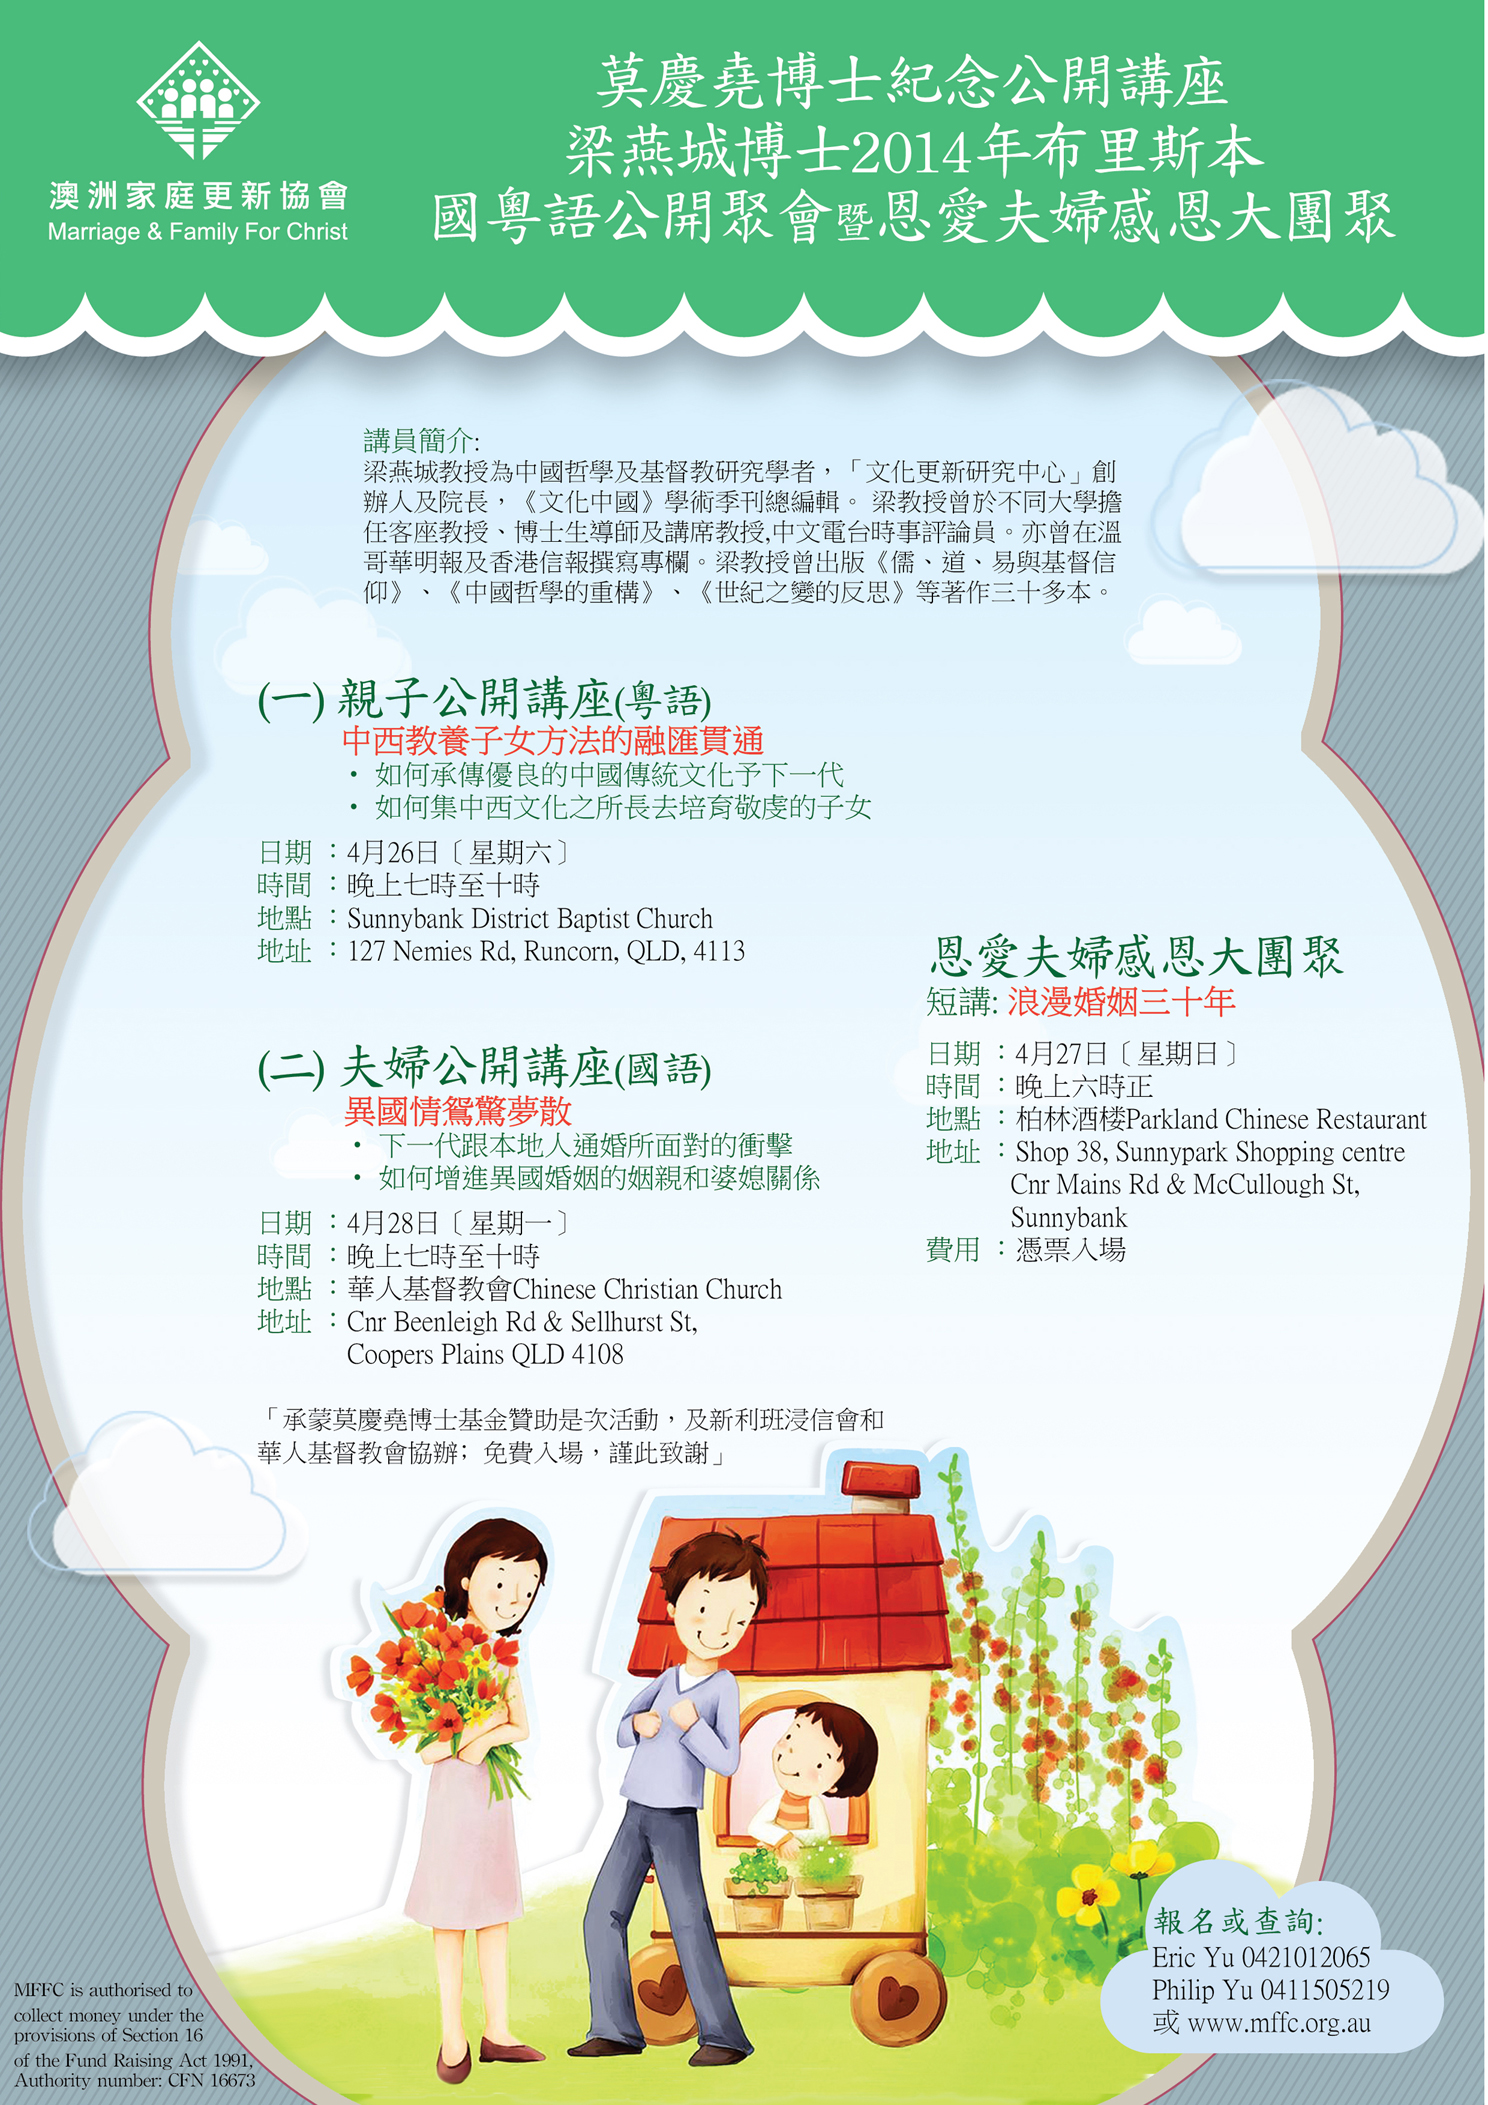 澳洲家庭更新協會
Marriage & Family For Christ
莫慶堯博士紀念公開講座
梁燕城博士2014年布里斯本
國粵語公開聚會暨恩愛夫婦感恩大團聚
講員簡介:
梁燕城教授為中國哲學及基督教研究學者，「文化更新研究中心」創
辦人及院長，《文化中國》學術季刊總編輯。 梁教授曾於不同大學擔
任客座教授、博士生導師及講席教授,中文電台時事評論員。亦曾在溫
哥華明報及香港信報撰寫專欄。梁教授曾出版《儒、道、易與基督信
仰》、《中國哲學的重構》、《世紀之變的反思》等著作三十多本。
(一) 親子公開講座(粵語)
中西教養子女方法的融匯貫通
• 如何承傳優良的中國傳統文化予下一代
• 如何集中西文化之所長去培育敬虔的子女
日期 ：4月26日〔星期六〕
時間 ：晚上七時至十時
地點 ：Sunnybank District Baptist Church
地址 ：127 Nemies Rd, Runcorn, QLD, 4113
(二) 夫婦公開講座(國語)
異國情鴛驚夢散
• 下一代跟本地人通婚所面對的衝擊
• 如何增進異國婚姻的姻親和婆媳關係
日期 ：4月28日〔星期一〕
時間 ：晚上七時至十時
地點 ：華人基督教會Chinese Christian Church
地址 ：Cnr Beenleigh Rd & Sellhurst St,
Coopers Plains QLD 4108
恩愛夫婦感恩大團聚
短講: 浪漫婚姻三十年
日期 ：4月27日〔星期日〕
時間 ：晚上六時正
地點 ：柏林酒楼Parkland Chinese Restaurant
地址 ：Shop 38, Sunnypark Shopping centre
Cnr Mains Rd & McCullough St,
Sunnybank
費用 ：憑票入場
「承蒙莫慶堯博士基金贊助是次活動，及新利班浸信會和
華人基督教會協辦; 免費入場，謹此致謝」
報名或查詢:
Eric Yu 0421012065
Philip Yu 0411505219
或 www.mffc.org.au
MFFC is authorised to
collect money under the
provisions of Section 16
of the Fund Raising Act 1991,
Authority number: CFN 16673